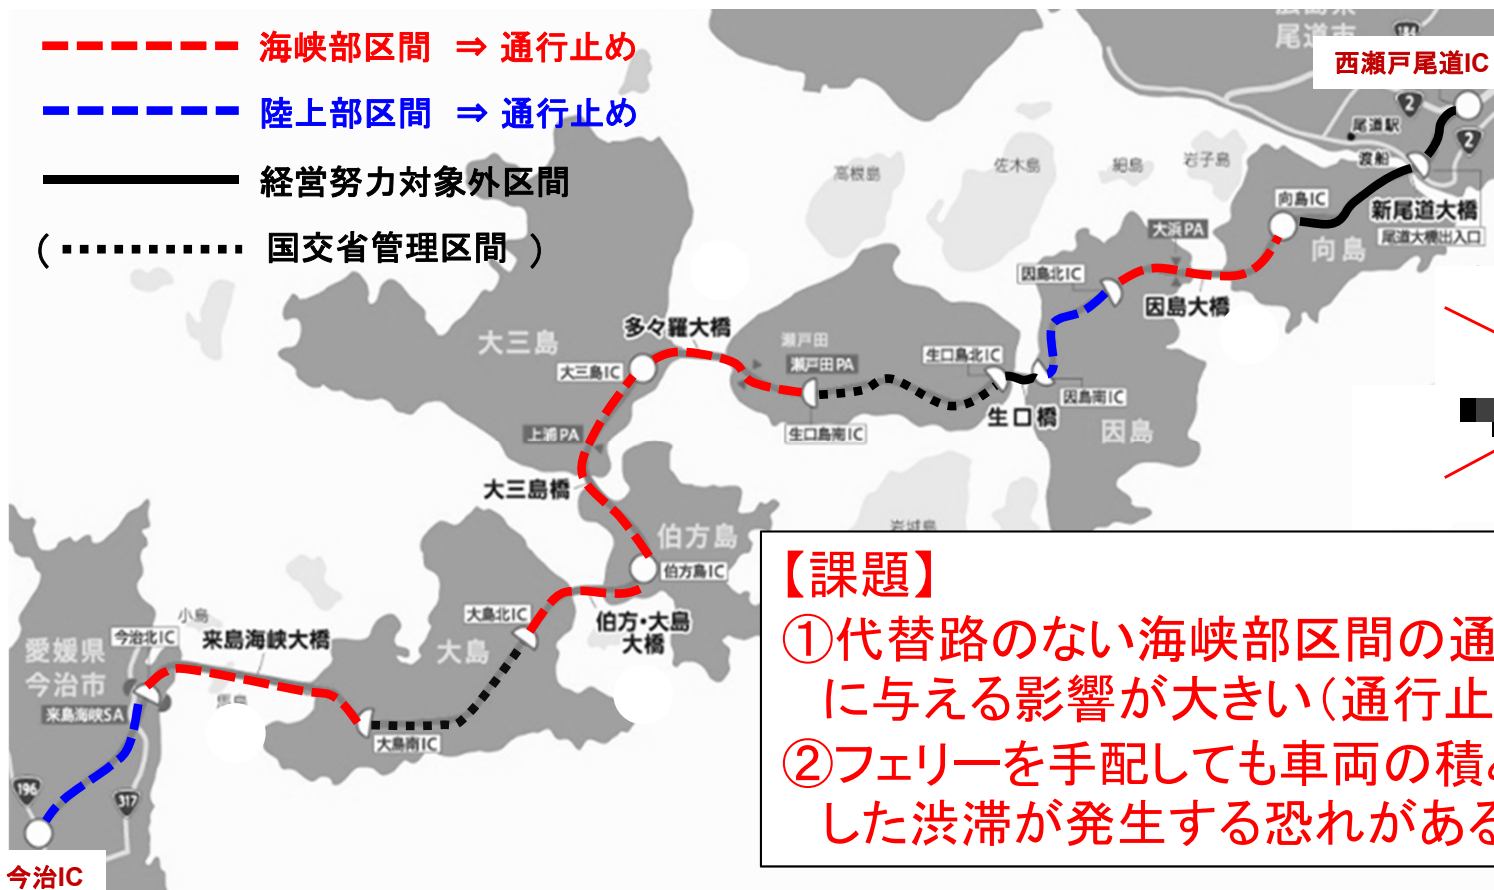 海峡部区間 ⇒ 通行止め
陸上部区間 ⇒ 通行止め
経営努力対象外区間
( 国交省管理区間 )
尾道市
西瀬戸尾道IC
2
尾道駅
2
渡船
新尾道大橋
尾道大橋出入口
向島IC
向島
高根島
佐木島
細島
岩子島
大浜PA
因島北IC
因島大橋
多々羅大橋
大三島
大三島IC
瀬戸田
瀬戸田PA
生口島北IC
生口島南IC
生口橋
因島南IC
因島
上浦PA
大三島橋
岩城島
伯方島
伯方島IC
大島北IC
伯方・大島
大橋
小島
今治北IC
来島海峡大橋
大島
愛媛県
今治市
馬島
来島海峡SA
大島南IC
196
317
今治IC
【課題】
①代替路のない海峡部区間の通
に与える影響が大きい(通行止
②フェリーを手配しても車両の積
した渋滞が発生する恐れがある